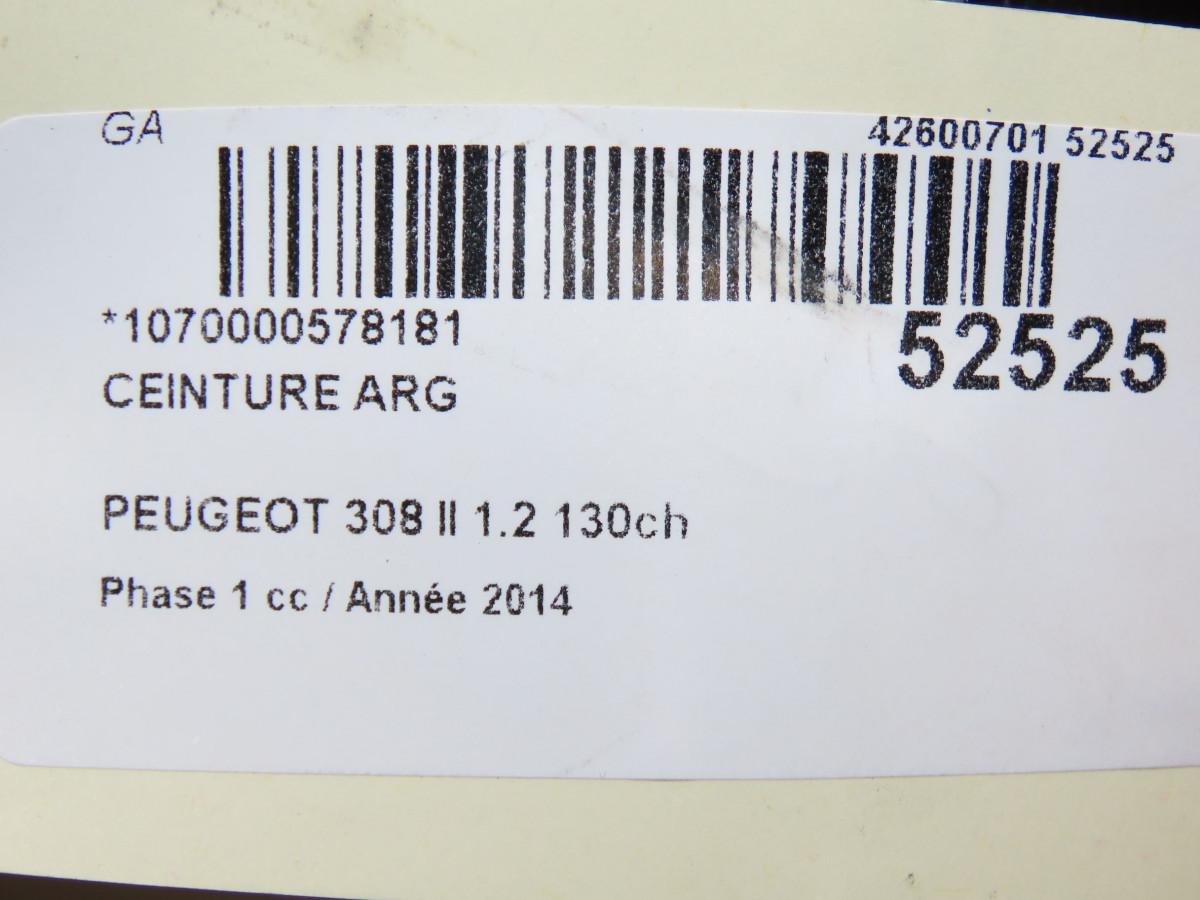 GA
42600701 52525
*1070000578181
52525
CEINTURE ARG
PEUGEOT 308 II 1.2 130ch
Phase 1 cc / Année 2014